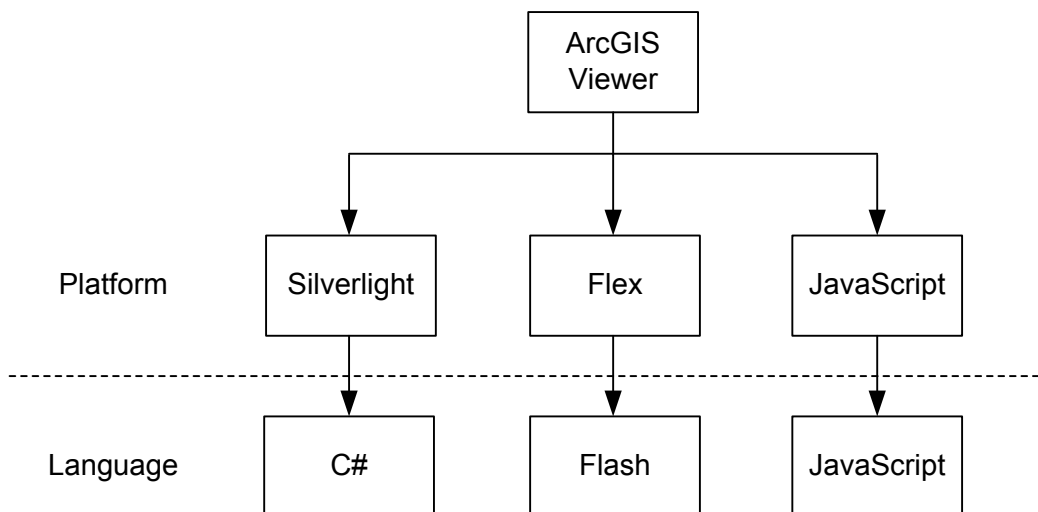 ArcGIS
Viewer
Platform
Silverlight
Flex
JavaScript
Language
C#
Flash
JavaScript